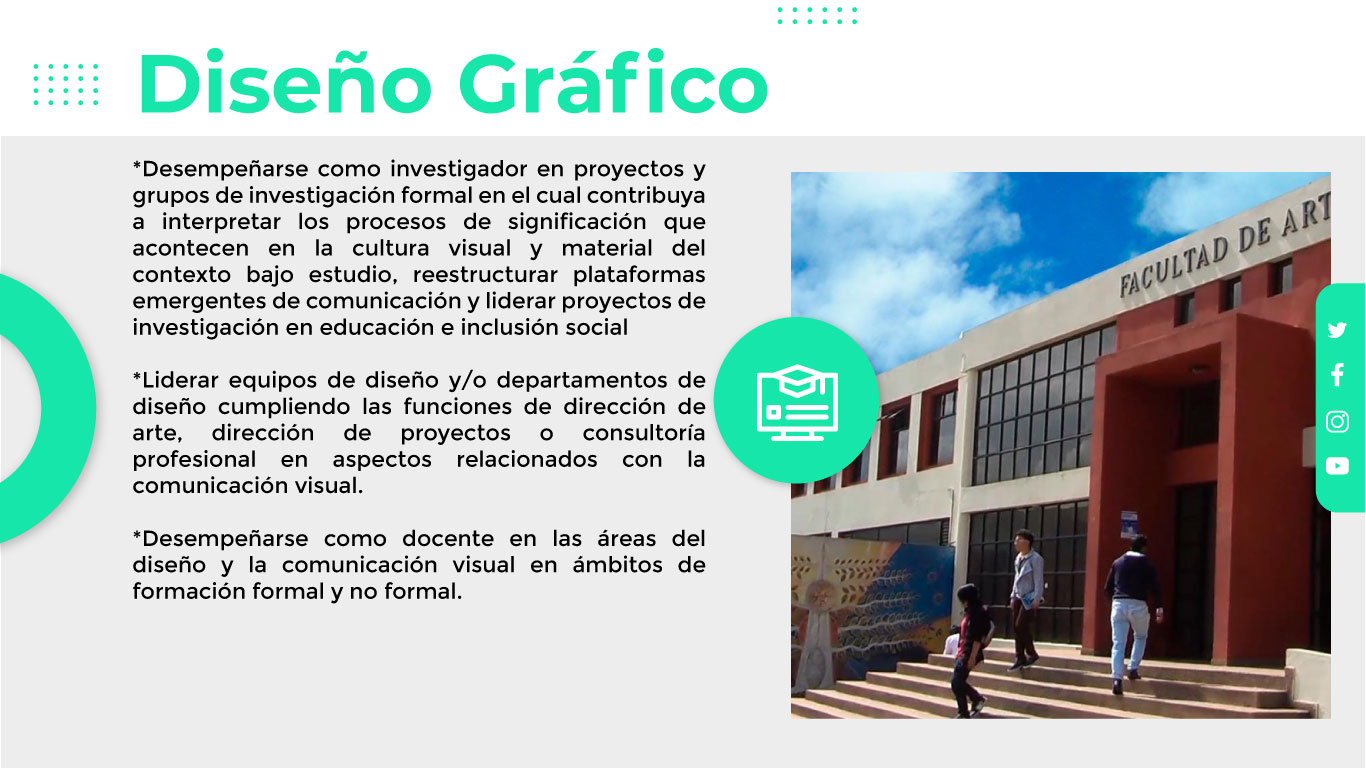 Diseño Gráfico
*Desempeñarse como investigador en proyectos y
grupos de investigación formal en el cual contribuya
a interpretar los procesos de significación que
acontecen en la cultura visual y material del
contexto bajo estudio, reestructurar plataformas
emergentes de comunicación y liderar proyectos de
investigación en educación e inclusión social
*Liderar equipos de diseño y/o departamentos de
diseño cumpliendo las funciones de dirección de
arte, dirección de proyectos o consultoría
profesional en aspectos relacionados con la
comunicación visual.
*Desempeñarse como docente en las áreas del
diseño y la comunicación visual en ámbitos de
formación formal y no formal.
FACULTAD DE ART